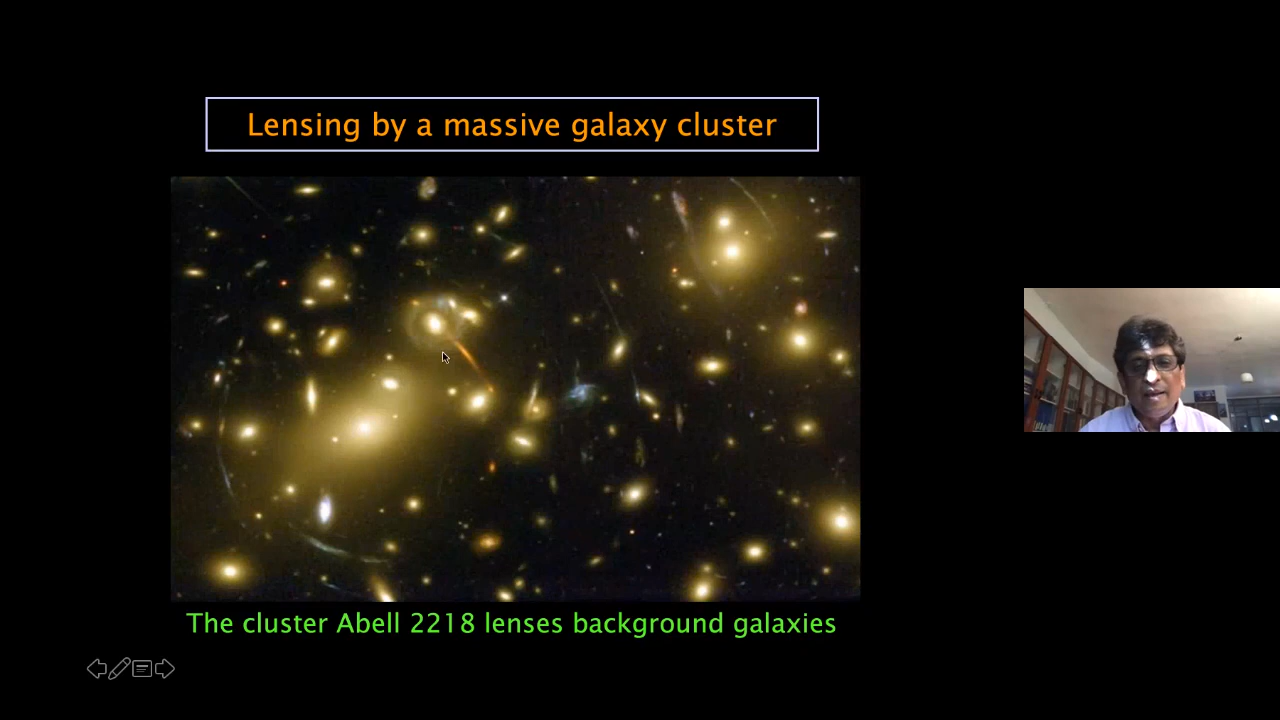 Lensing by a massive galaxy cluster
The cluster Abell 2218 lenses background galaxies